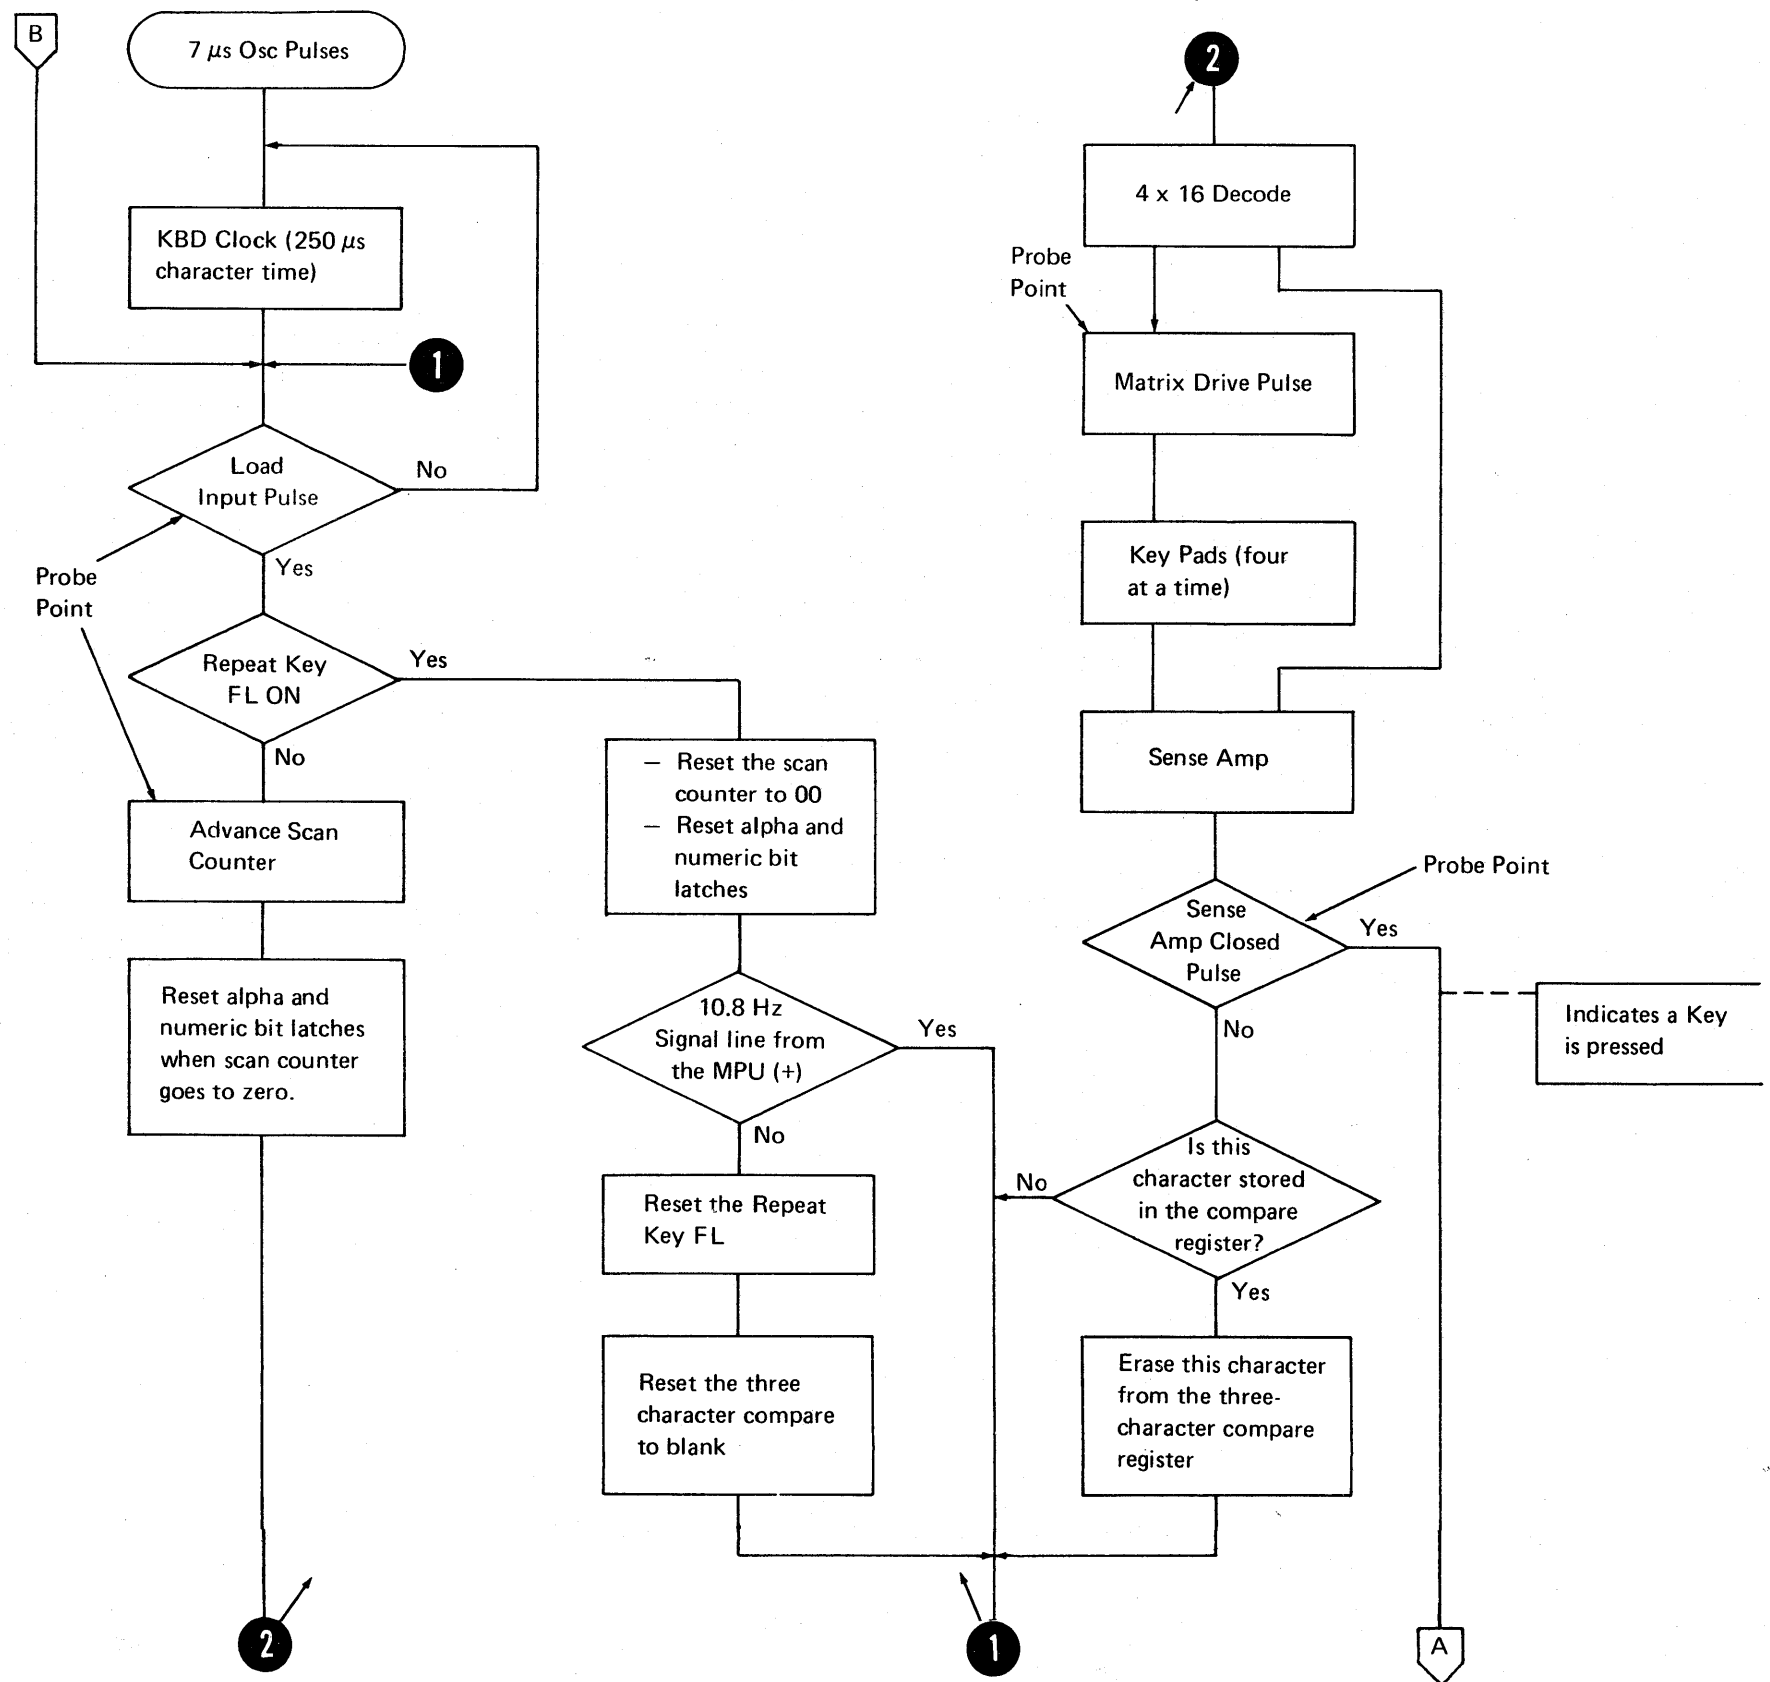 B
7 µs Osc Pulses
KBD Clock (250 µs
character time)
1
Load
Input Pulse
No
Yes
Probe
Point
Repeat Key
FL ON
Yes
No
Advance Scan
Counter
Reset alpha and
numeric bit latches
when scan counter
goes to zero.
2
— Reset the scan
counter to 00
— Reset alpha and
numeric bit
latches
10.8 Hz
Signal line from
the MPU (+)
Yes
No
Reset the Repeat
Key FL
Reset the three
character compare
to blank
1
2
4 x 16 Decode
Probe
Point
Matrix Drive Pulse
Key Pads (four
at a time)
Sense Amp
Probe Point
Sense
Amp Closed
Pulse
Yes
No
Indicates a Key
is pressed
Is this
character stored
in the compare
register?
No
Yes
Erase this character
from the three-
character compare
register
A